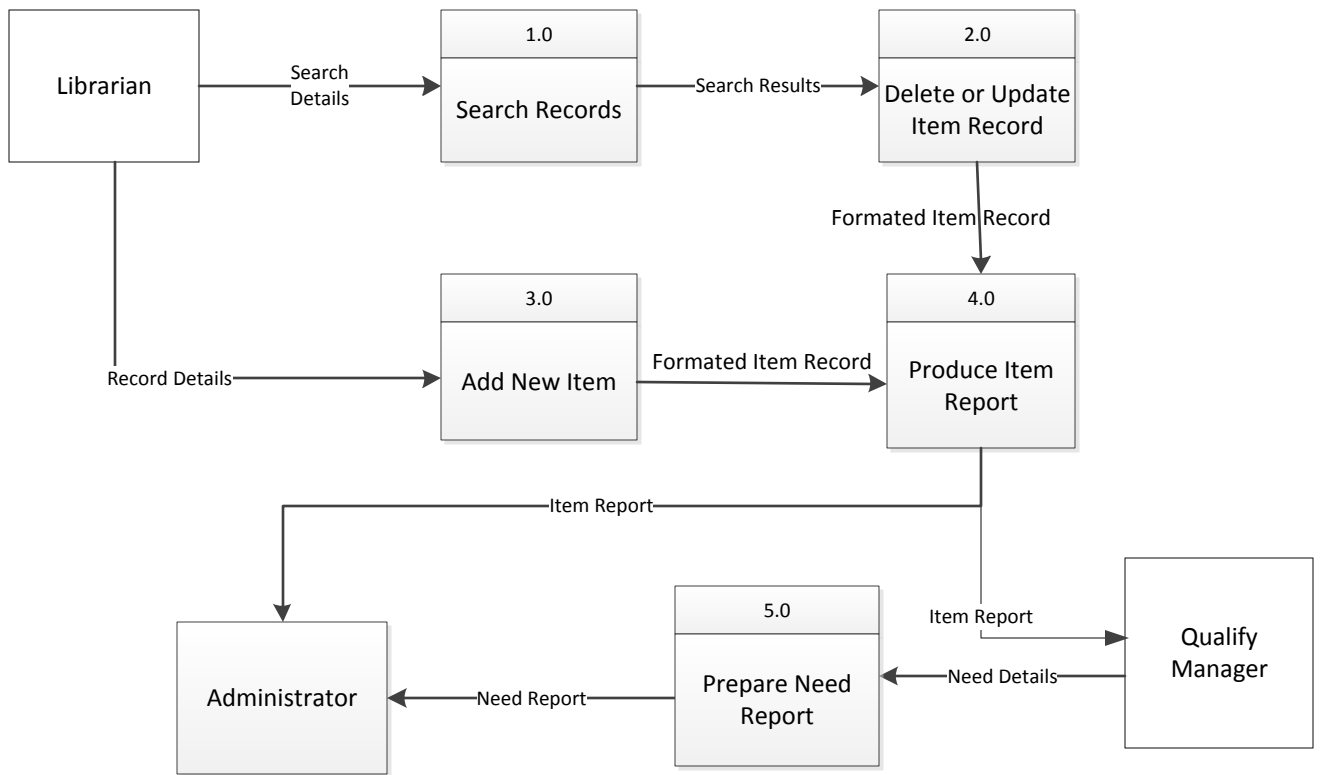 Librarian
Search
Details
1.0
Search Records
Search Results
2.0
Delete or Update
Item Record
Formated Item Record
Record Details
3.0
Add New Item
Formated Item Record
4.0
Produce Item
Report
Item Report
Item Report
Administrator
Need Report
5.0
Prepare Need
Report
Need Details
Qualify
Manager